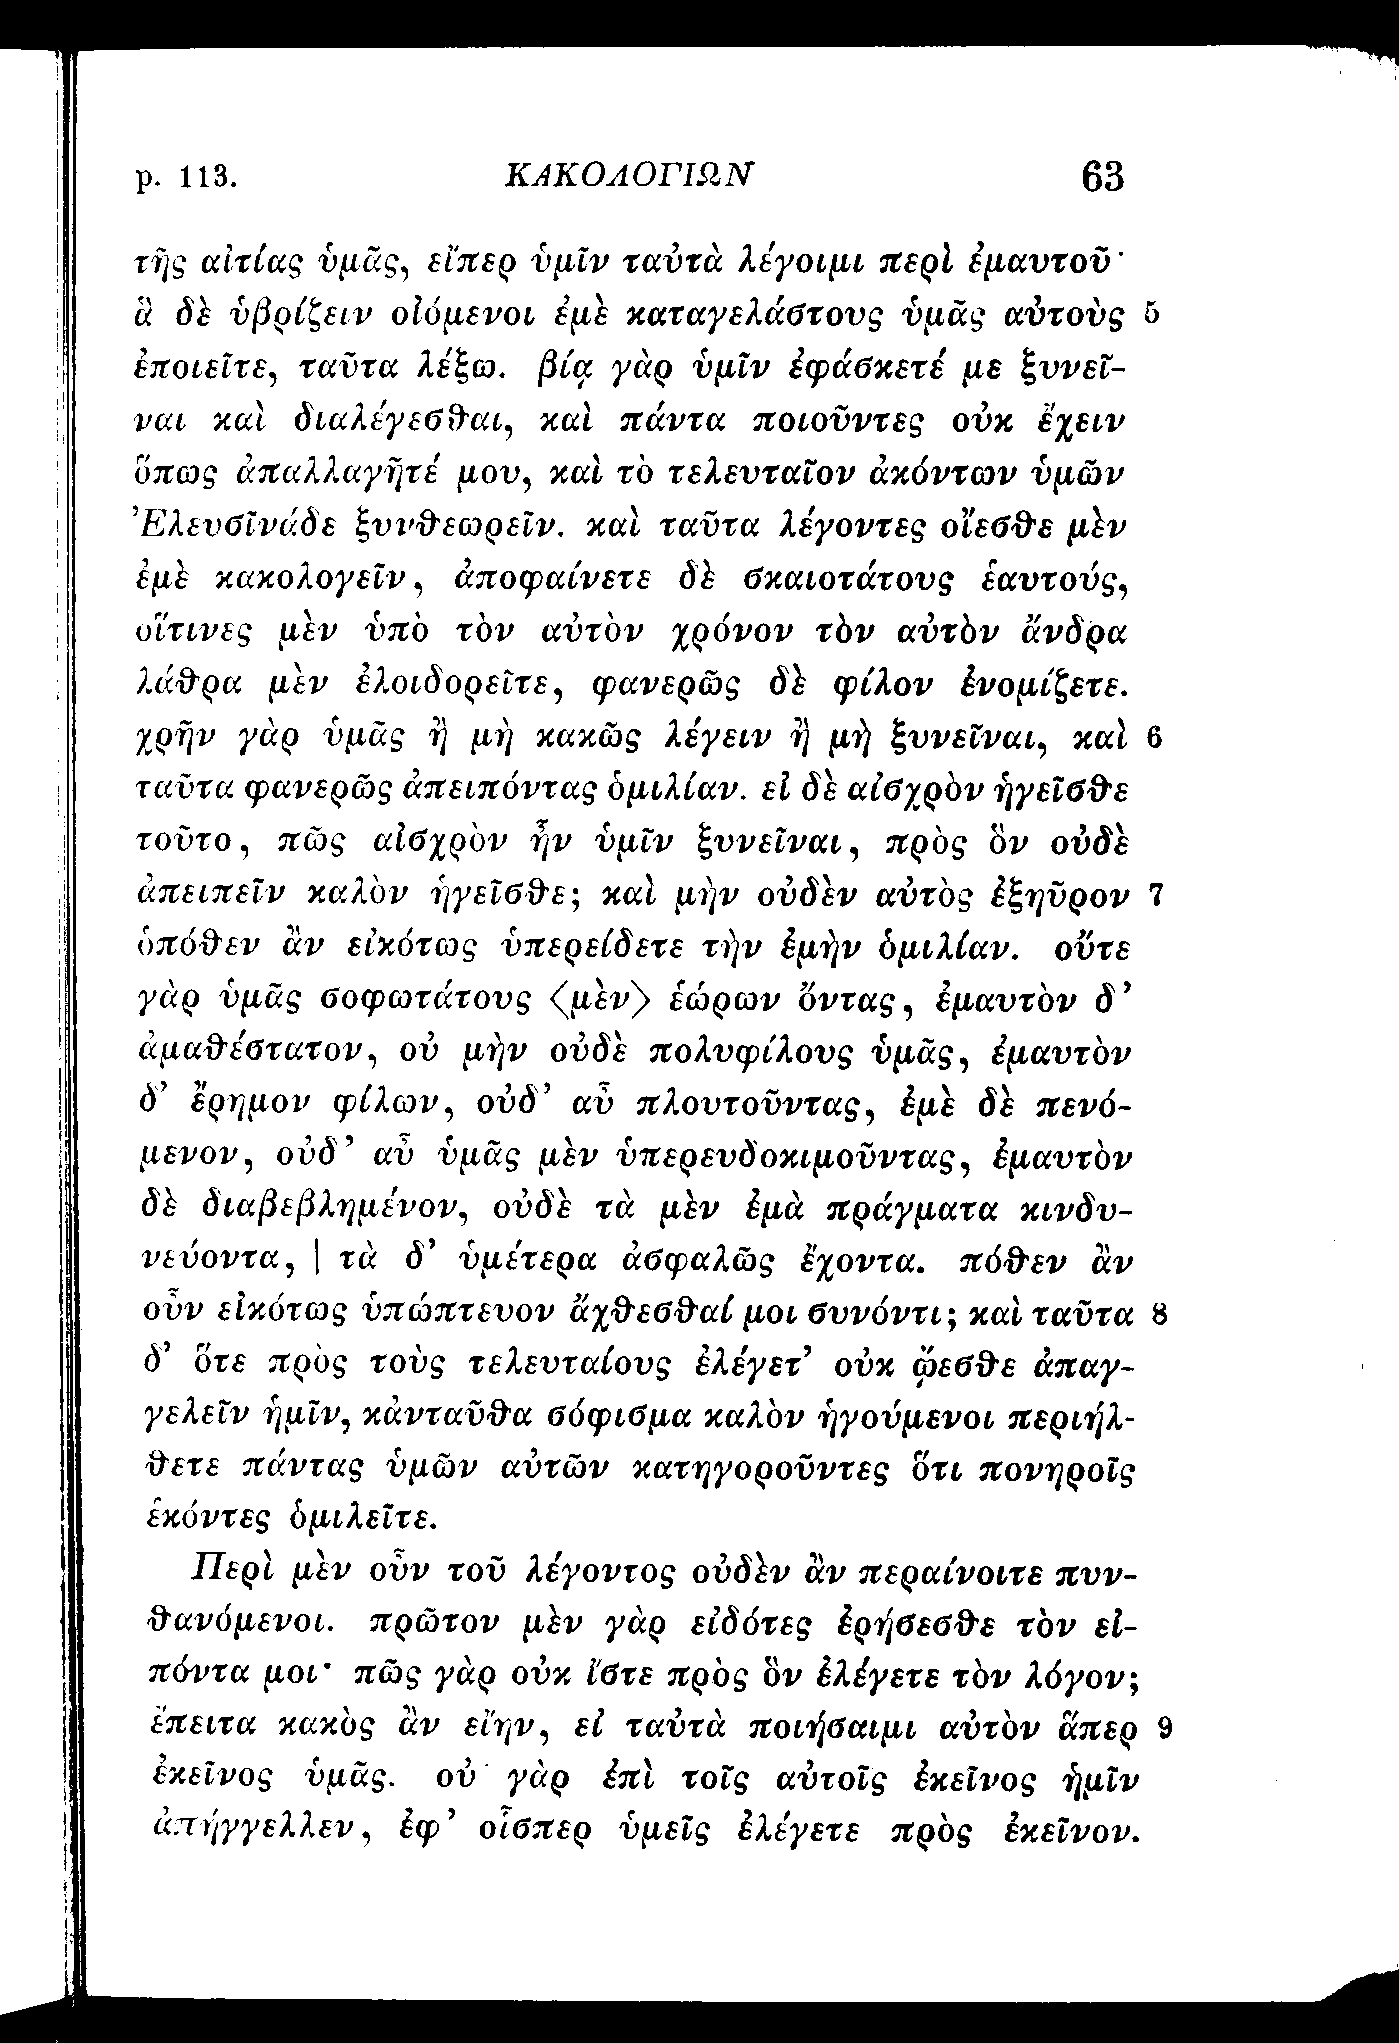 p. 113. ΚΑΚΟΛΟΓΙΩΝ 63
τῆς αἰτίας ὑμᾶς, εἴπερ ὑμῖν ταὐτὰ λέγοιμι περὶ ἐμαυτοῦ·
ἃ δὲ ὑβρίζειν οἰόμενοι ἐμὲ καταγελάστους ὑμᾶς αὐτοὺς 5
ἐποιεῖτε, ταῦτα λέξω. βίᾳ γὰρ ὑμῖν ἐφάσκετέ με ξυνεῖ-
ναι καὶ διαλέγεσθαι, καὶ πάντα ποιοῦντες οὐκ ἔχειν
ὅπως ἀπαλλαγῆτέ μου, καὶ τὸ τελευταῖον ἀκόντων ὑμῶν
Ἐλευσῖνάδε ξυνθεωρεῖν. καὶ ταῦτα λέγοντες οἴεσθε μὲν
ἐμὲ κακολογεῖν, ἀποφαίνετε δὲ σκαιοτάτους ἑαυτούς,
οἵτινες μὲν ὑπὸ τὸν αὐτὸν χρόνον τὸν αὐτὸν ἄνδρα
λάθρα μὲν ἐλοιδορεῖτε, φανερῶς δὲ φίλον ἐνομίζετε.
χρῆν γὰρ ὑμᾶς ἢ μὴ κακῶς λέγειν ἢ μὴ ξυνεῖναι, καὶ 6
ταῦτα φανερῶς ἀπειπόντας ὁμιλίαν. εἰ δὲ αἰσχρὸν ἡγεῖσθε
τοῦτο, πῶς αἰσχρὸν ἦν ὑμῖν ξυνεῖναι, πρὸς ὃν οὐδὲ
ἀπειπεῖν καλὸν ἡγεῖσθε; καὶ μὴν οὐδὲν αὐτὸς ἐξηῦρον 7
ὁπόθεν ἂν εἰκότως ὑπερείδετε τὴν ἐμὴν ὁμιλίαν. οὔτε
γὰρ ὑμᾶς σοφωτάτους ⟨μὲν⟩ ἑώρων ὄντας, ἐμαυτὸν δ’
ἀμαθέστατον, οὐ μὴν οὐδὲ πολυφίλους ὑμᾶς, ἐμαυτὸν
δ’ ἔρημον φίλων, οὐδ’ αὖ πλουτοῦντας, ἐμὲ δὲ πενό-
μενον, οὐδ’ αὖ ὑμᾶς μὲν ὑπερευδοκιμοῦντας, ἐμαυτὸν
δὲ διαβεβλημένον, οὐδὲ τὰ μὲν ἐμὰ πράγματα κινδυ-
νεύοντα, | τὰ δ’ ὑμέτερα ἀσφαλῶς ἔχοντα. πόθεν ἂν
οὖν εἰκότως ὑπώπτευον ἄχθεσθαί μοι συνόντι; καὶ ταῦτα 8
δ’ ὅτε πρὸς τοὺς τελευταίους ἐλέγετ’ οὐκ ᾤεσθε ἀπαγ-
γελεῖν ἡμῖν, κἀνταῦθα σόφισμα καλὸν ἡγούμενοι περιήλ-
θετε πάντας ὑμῶν αὐτῶν κατηγοροῦντες ὅτι πονηροῖς
ἑκόντες ὁμιλεῖτε.
Περὶ μὲν οὖν τοῦ λέγοντος οὐδὲν ἂν περαίνοιτε πυν-
θανόμενοι. πρῶτον μὲν γὰρ εἰδότες ἐρήσεσθε τὸν εἰ-
πόντα μοι· πῶς γὰρ οὐκ ἴστε πρὸς ὃν ἐλέγετε τὸν λόγον;
ἔπειτα κακὸς ἂν εἴην, εἰ ταὐτὰ ποιήσαιμι αὐτὸν ἅπερ 9
ἐκεῖνος ὑμᾶς. οὐ γὰρ ἐπὶ τοῖς αὐτοῖς ἐκεῖνος ἡμῖν
ἀπήγγελλεν, ἐφ’ οἷσπερ ὑμεῖς ἐλέγετε πρὸς ἐκεῖνον.